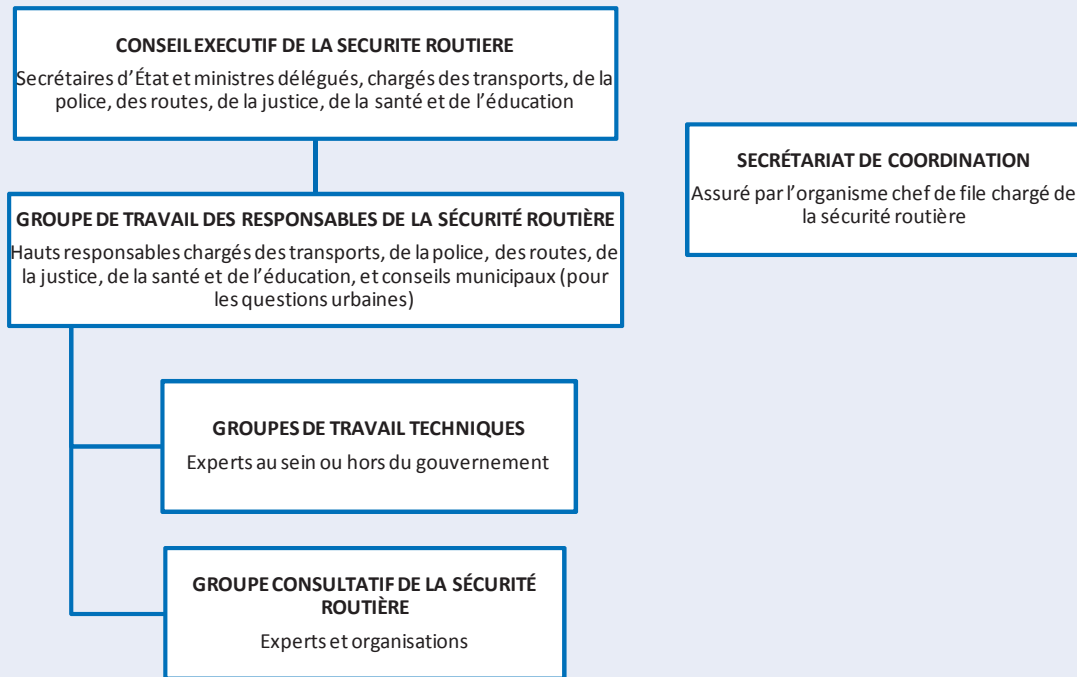 CONSEIL EXECUTIF DE LA SECURITE ROUTIERE
Secrétaires d’État et ministres délégués, chargés des transports, de la
police, des routes, de la justice, de la santé et de l’éducation
SECRÉTARIAT DE COORDINATION
Assuré par l’organisme chef de file chargé de
la sécurité routière
GROUPE DE TRAVAIL DES RESPONSABLES DE LA SÉCURITÉ ROUTIÈRE
Hauts responsables chargés des transports, de la police, des routes, de
la justice, de la santé et de l’éducation, et conseils municipaux (pour
les questions urbaines)
GROUPES DE TRAVAIL TECHNIQUES
Experts au sein ou hors du gouvernement
GROUPE CONSULTATIF DE LA SÉCURITÉ
ROUTIÈRE
Experts et organisations